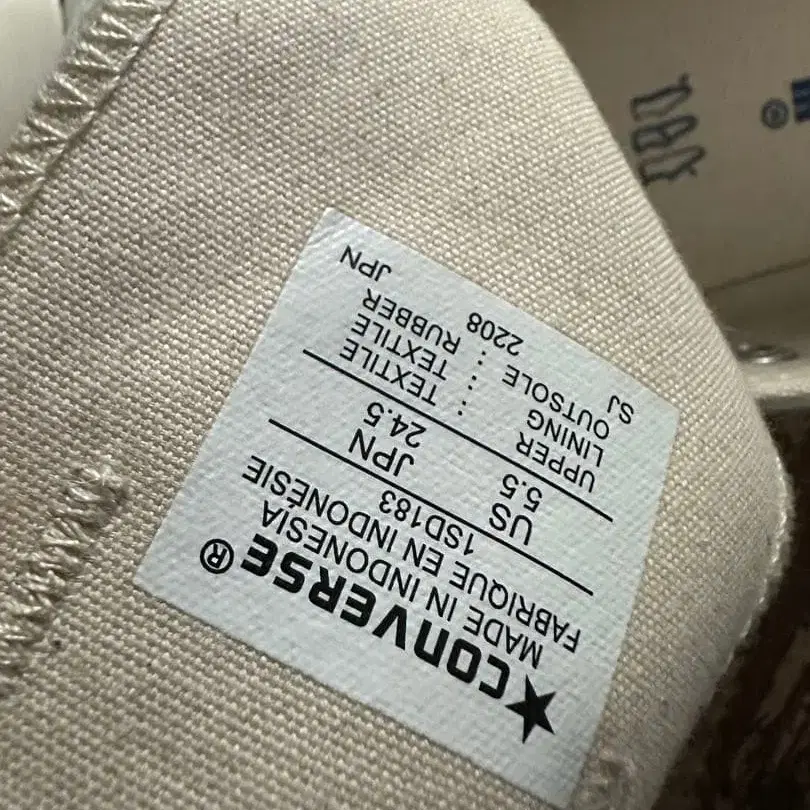 ★CONVERSE®
MADE IN INDONESIA
FABRIQUE EN INDONÉSIE
1SD183
US JPN
5.5 24.5
UPPER : TEXTILE
LINING : TEXTILE
OUTSOLE : RUBBER
SJ 2208 JPN
®